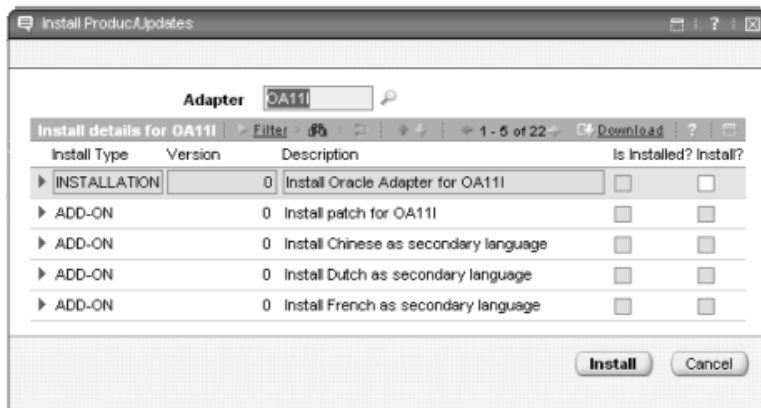 Install Produc/Updates
Adapter OA11I
Install details for OA11I Filter 1 - 5 of 22 Download ?
Install Type Version Description Is Installed? Install?
INSTALLATION 0 Install Oracle Adapter for OA11I
ADD-ON 0 Install patch for OA11I
ADD-ON 0 Install Chinese as secondary language
ADD-ON 0 Install Dutch as secondary language
ADD-ON 0 Install French as secondary language
Install Cancel